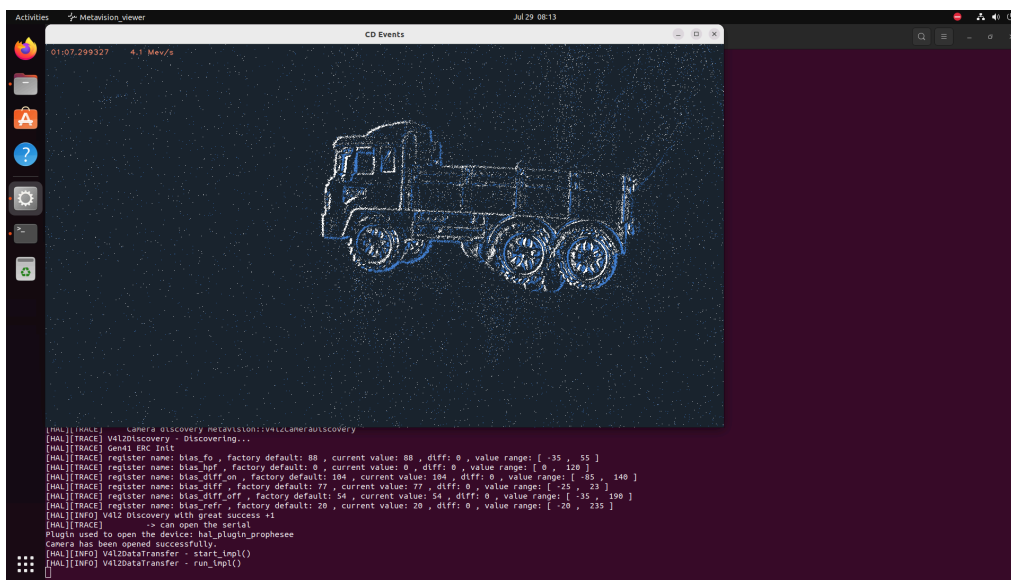 Activities
Metavision_viewer
Jul 29 08:13
CD Events
01:07.299327 4.1 Mev/s
[HAL][TRACE] Camera discovery Metavision::V4l2CameraDiscovery
[HAL][TRACE] V4l2Discovery - Discovering...
[HAL][TRACE] Gen41 ERC Init
[HAL][TRACE] register name: bias_fo , factory default: 88 , current value: 88 , diff: 0 , value range: [ -35 , 55 ]
[HAL][TRACE] register name: bias_hpf , factory default: 0 , current value: 0 , diff: 0 , value range: [ 0 , 120 ]
[HAL][TRACE] register name: bias_diff_on , factory default: 104 , current value: 104 , diff: 0 , value range: [ -85 , 140 ]
[HAL][TRACE] register name: bias_diff , factory default: 77 , current value: 77 , diff: 0 , value range: [ -25 , 23 ]
[HAL][TRACE] register name: bias_diff_off , factory default: 54 , current value: 54 , diff: 0 , value range: [ -35 , 190 ]
[HAL][TRACE] register name: bias_refr , factory default: 20 , current value: 20 , diff: 0 , value range: [ -20 , 235 ]
[HAL][INFO] V4l2 Discovery with great success +1
[HAL][TRACE] -> can open the serial
Plugin used to open the device: hal_plugin_prophesee
Camera has been opened successfully.
[HAL][INFO] V4l2DataTransfer - start_impl()
[HAL][INFO] V4l2DataTransfer - run_impl()